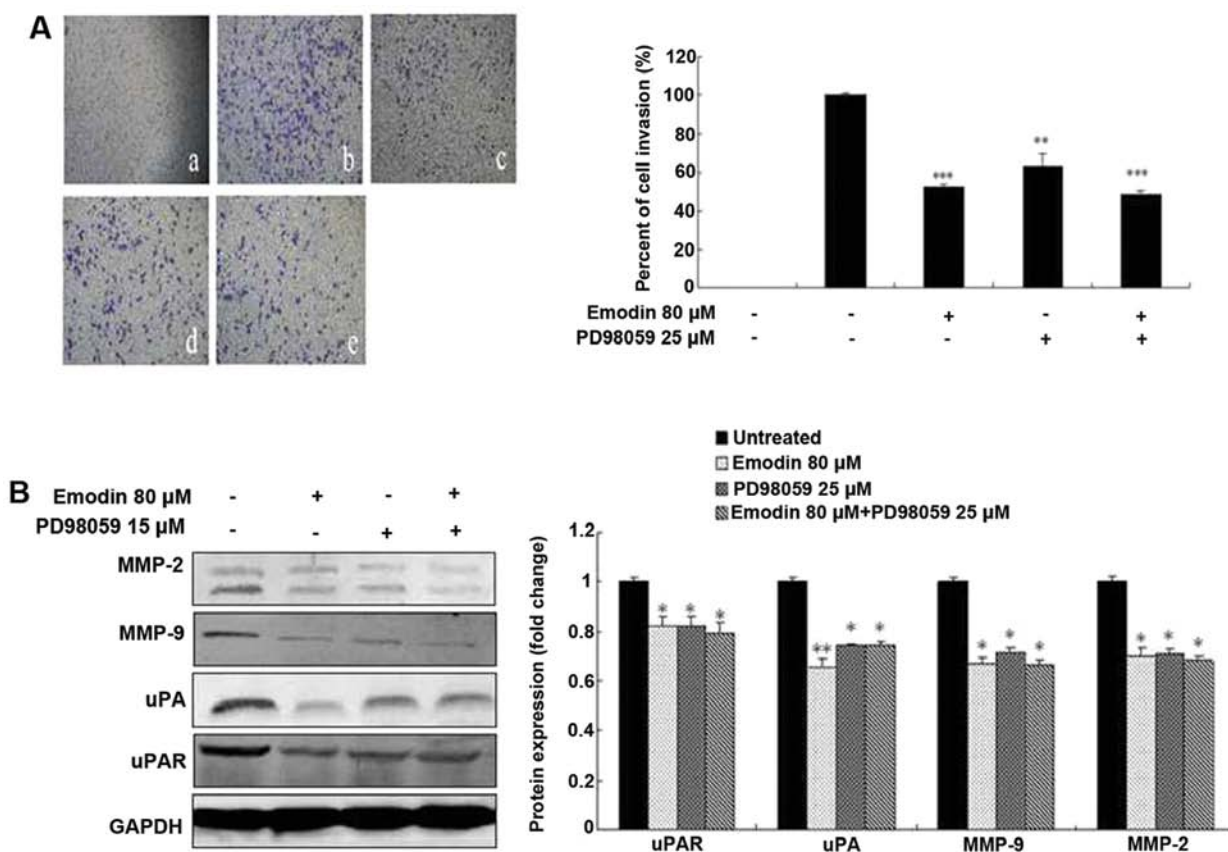 A
a
b
c
d
e
Percent of cell invasion (%)
120
100
80
60
40
20
0
** 
*** ***
Emodin 80 µM - - + - +
PD98059 25 µM - - - + +
B
Emodin 80 µM - + - +
PD98059 15 µM - - + +
MMP-2
MMP-9
uPA
uPAR
GAPDH
Untreated
Emodin 80 µM
PD98059 25 µM
Emodin 80 µM+PD98059 25 µM
Protein expression (fold change)
1.2
1
0.8
0.6
0.4
0.2
0
* * *
** * *
* * *
* * *
uPAR uPA MMP-9 MMP-2